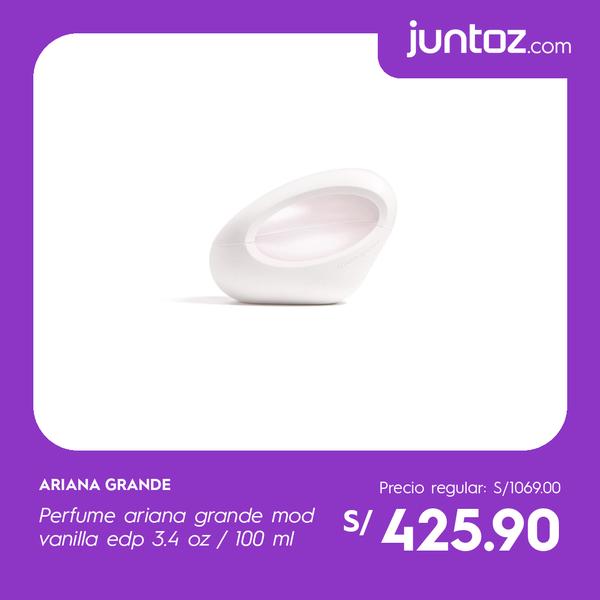 juntoz.com
ARIANA GRANDE
Perfume ariana grande mod
vanilla edp 3.4 oz / 100 ml
Precio regular: S/1069.00
S/ 425.90